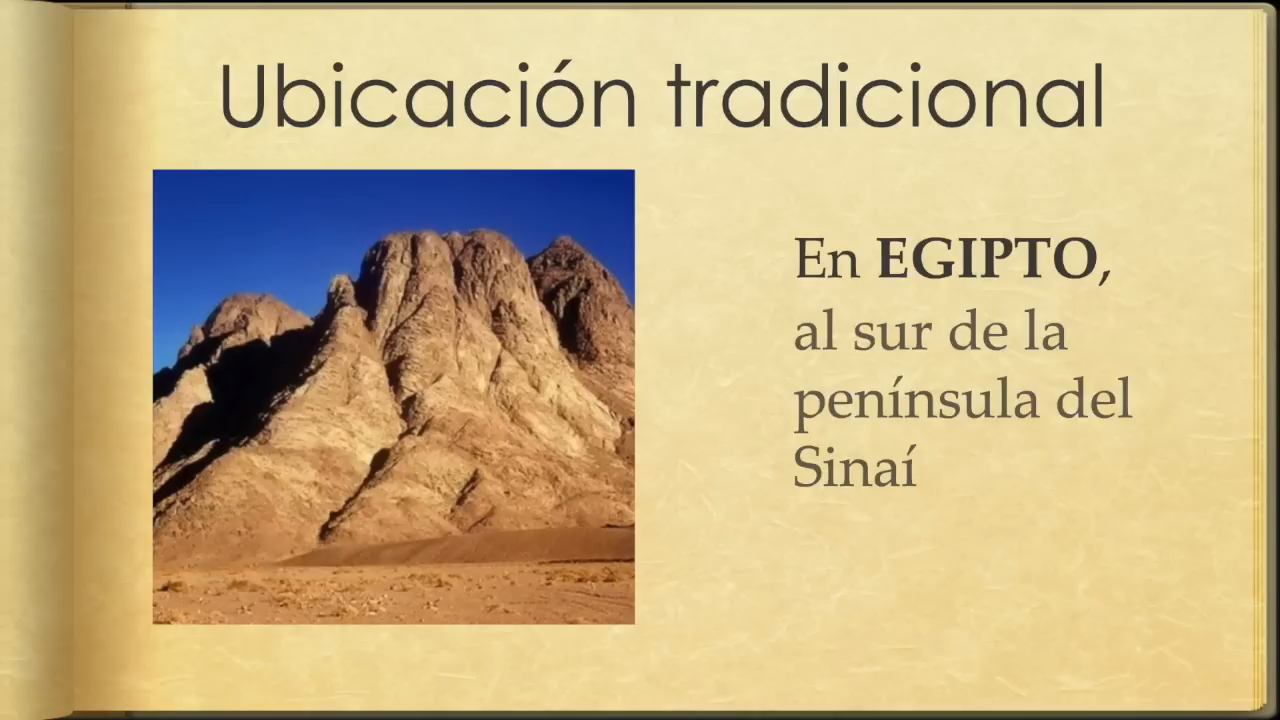 Ubicación tradicional
En EGIPTO,
al sur de la
península del
Sinaí